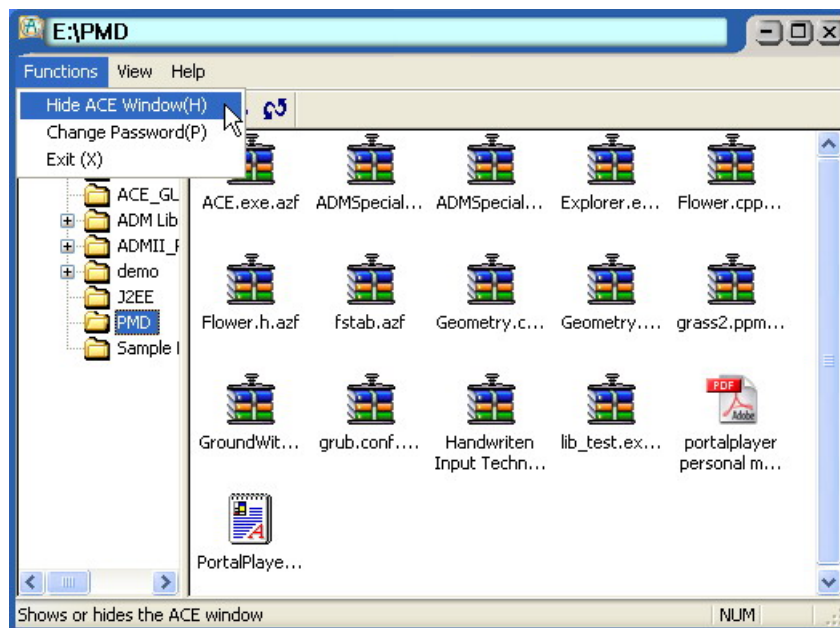 E:\PMD
Functions View Help
Hide ACE Window(H)
Change Password(P)
Exit (X)
ACE_GU
ADM Lib
ADMII_F
demo
J2EE
PMD
Sample
ACE.exe.azf ADMSpecial... ADMSpecial... Explorer.e... Flower.cpp...
Flower.h.azf fstab.azf Geometry.c... Geometry.... grass2.ppm...
GroundWit... grub.conf.... Handwriten lib_test.ex... portalplayer
Input Techn... personal m...
PDF
Adobe
PortalPlaye...
Shows or hides the ACE window NUM